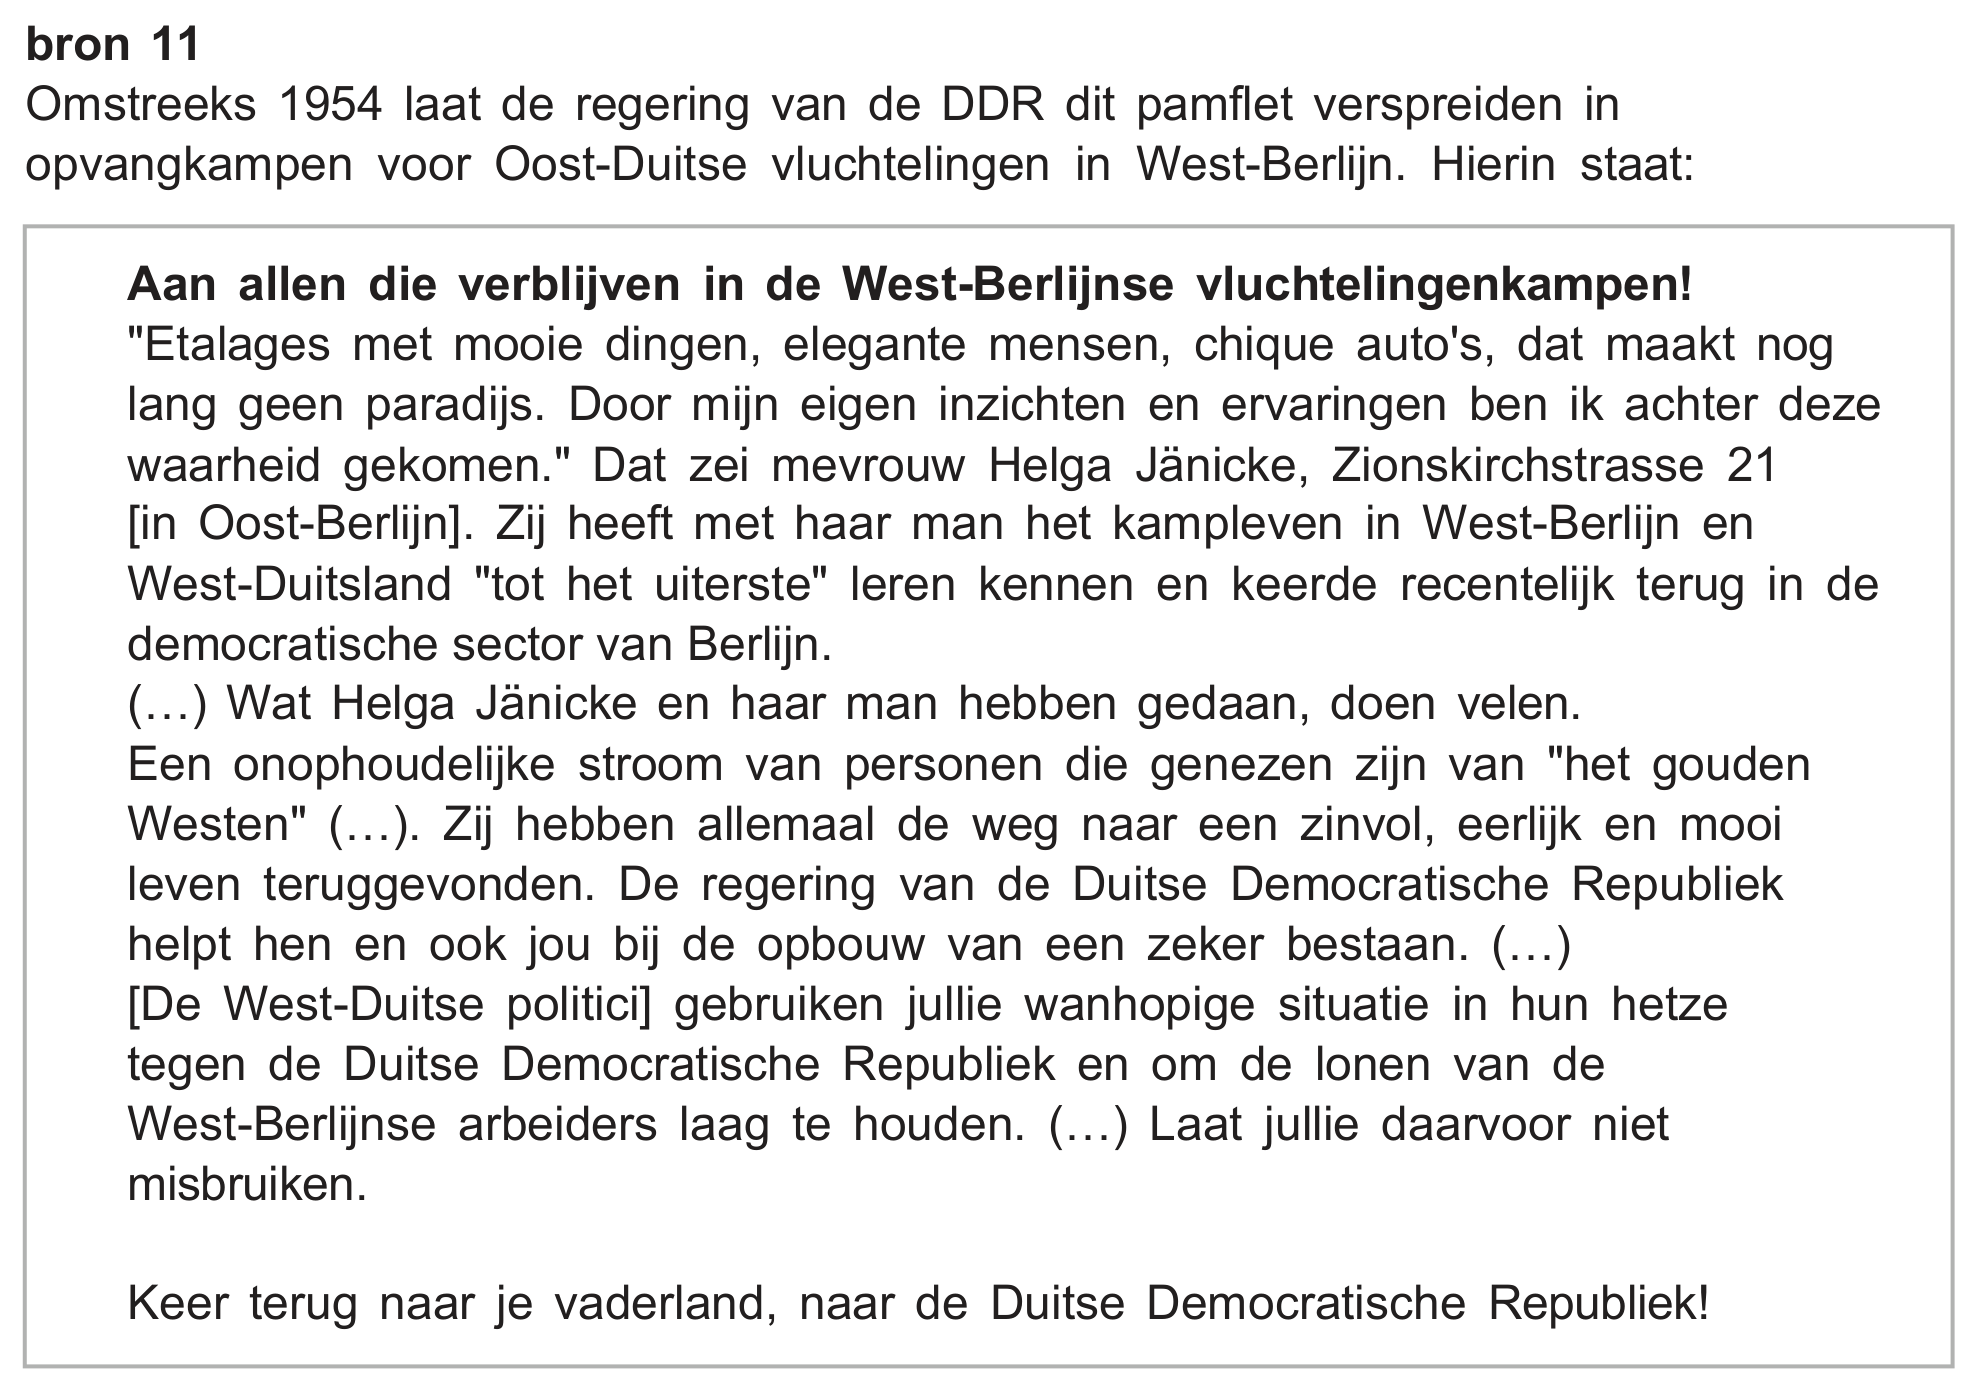 bron 11
Omstreeks 1954 laat de regering van de DDR dit pamflet verspreiden in
opvangkampen voor Oost-Duitse vluchtelingen in West-Berlijn. Hierin staat:
Aan allen die verblijven in de West-Berlijnse vluchtelingenkampen!
"Etalages met mooie dingen, elegante mensen, chique auto's, dat maakt nog
lang geen paradijs. Door mijn eigen inzichten en ervaringen ben ik achter deze
waarheid gekomen." Dat zei mevrouw Helga Jänicke, Zionskirchstrasse 21
[in Oost-Berlijn]. Zij heeft met haar man het kampleven in West-Berlijn en
West-Duitsland "tot het uiterste" leren kennen en keerde recentelijk terug in de
democratische sector van Berlijn.
(…) Wat Helga Jänicke en haar man hebben gedaan, doen velen.
Een onophoudelijke stroom van personen die genezen zijn van "het gouden
Westen" (…). Zij hebben allemaal de weg naar een zinvol, eerlijk en mooi
leven teruggevonden. De regering van de Duitse Democratische Republiek
helpt hen en ook jou bij de opbouw van een zeker bestaan. (…)
[De West-Duitse politici] gebruiken jullie wanhopige situatie in hun hetze
tegen de Duitse Democratische Republiek en om de lonen van de
West-Berlijnse arbeiders laag te houden. (…) Laat jullie daarvoor niet
misbruiken.
Keer terug naar je vaderland, naar de Duitse Democratische Republiek!